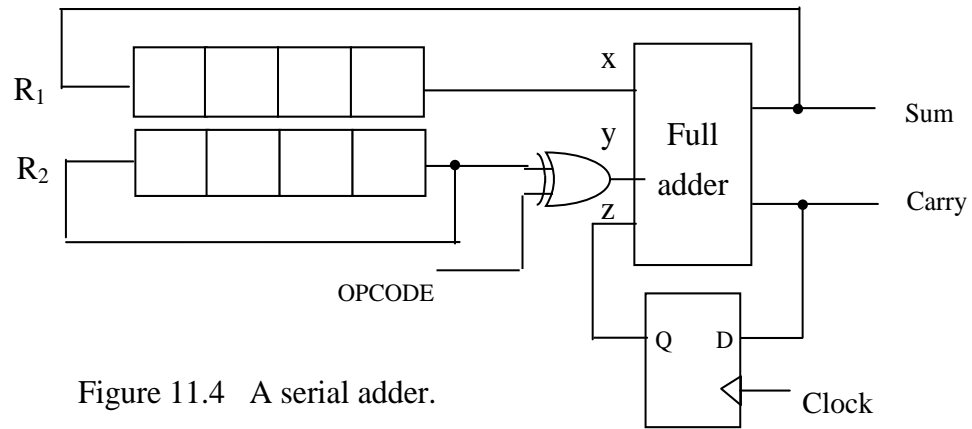 R₁
x
Sum
Full
adder
R₂
y
Carry
z
OPCODE
Q
D
Clock
Figure 11.4 A serial adder.